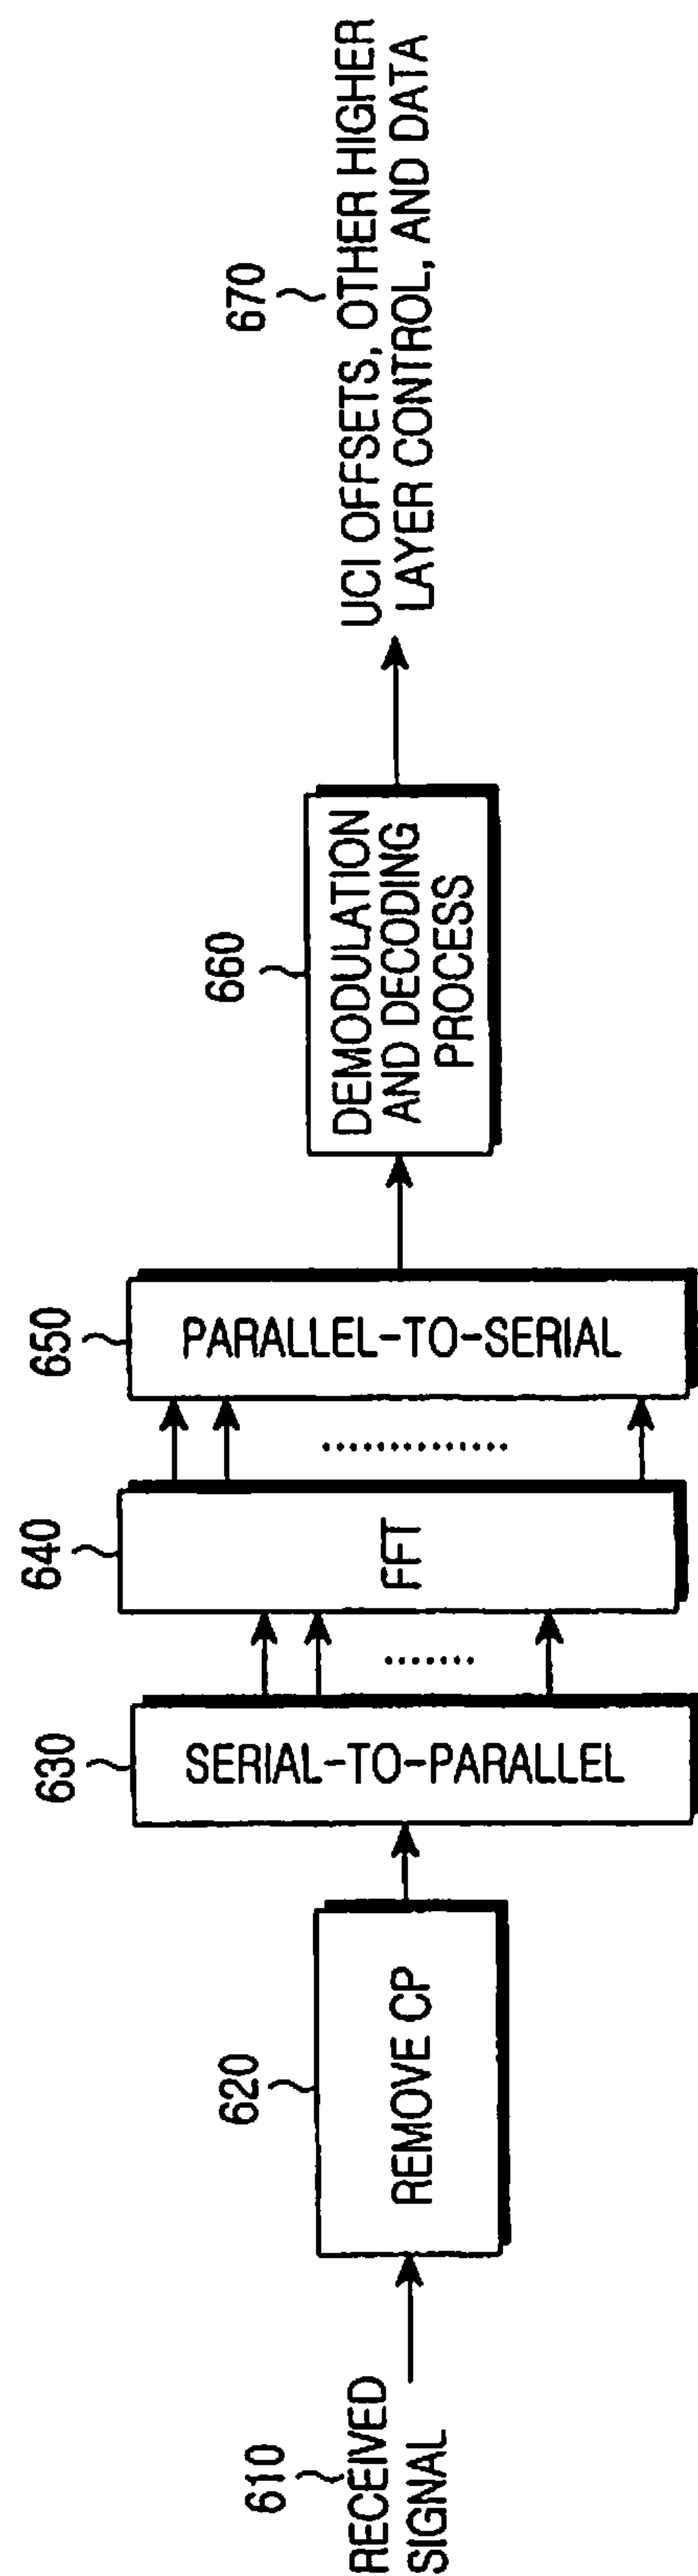 610
RECEIVED
SIGNAL
620
REMOVE CP
630
SERIAL-TO-PARALLEL
640
FFT
650
PARALLEL-TO-SERIAL
660
DEMODULATION
AND DECODING
PROCESS
670
UCI OFFSETS, OTHER HIGHER
LAYER CONTROL, AND DATA